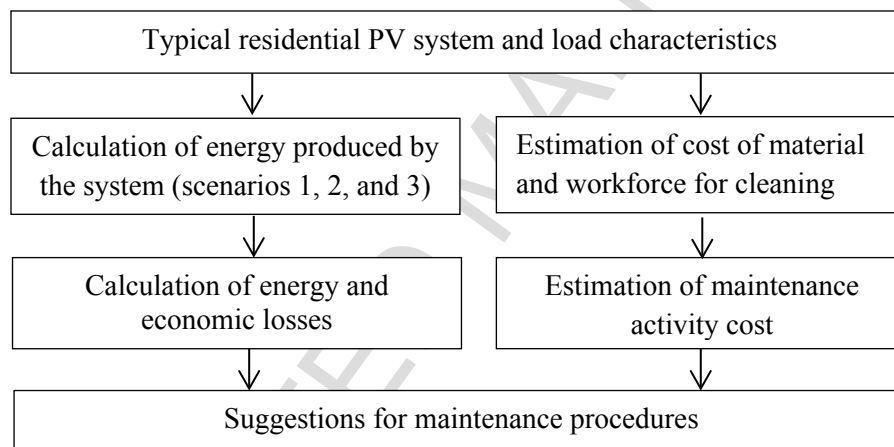 Typical residential PV system and load characteristics
Calculation of energy produced by
the system (scenarios 1, 2, and 3)
Estimation of cost of material
and workforce for cleaning
Calculation of energy and
economic losses
Estimation of maintenance
activity cost
Suggestions for maintenance procedures